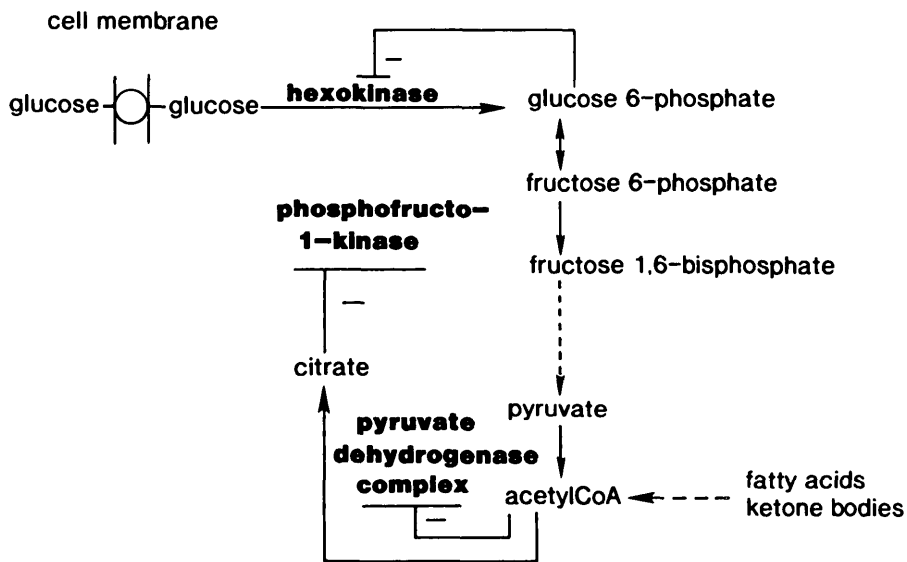 cell membrane
glucose
glucose
hexokinase
−
glucose 6-phosphate
fructose 6-phosphate
phosphofructo-
1-kinase
fructose 1,6-bisphosphate
−
citrate
pyruvate
pyruvate
dehydrogenase
complex
acetylCoA
fatty acids
ketone bodies
−